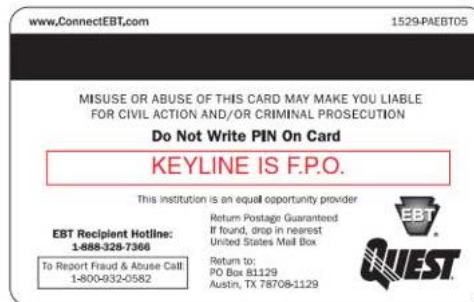 www.ConnectEBT.com 1529-PAEBT05
MISUSE OR ABUSE OF THIS CARD MAY MAKE YOU LIABLE
FOR CIVIL ACTION AND/OR CRIMINAL PROSECUTION
Do Not Write PIN On Card
KEYLINE IS F.P.O.
This institution is an equal opportunity provider
EBT Recipient Hotline:
1-888-328-7366
To Report Fraud & Abuse Call:
1-800-932-0582
Return Postage Guaranteed
If found, drop in nearest
United States Mail Box
Return to:
PO Box 81129
Austin, TX 78708-1129
EBT
QUEST